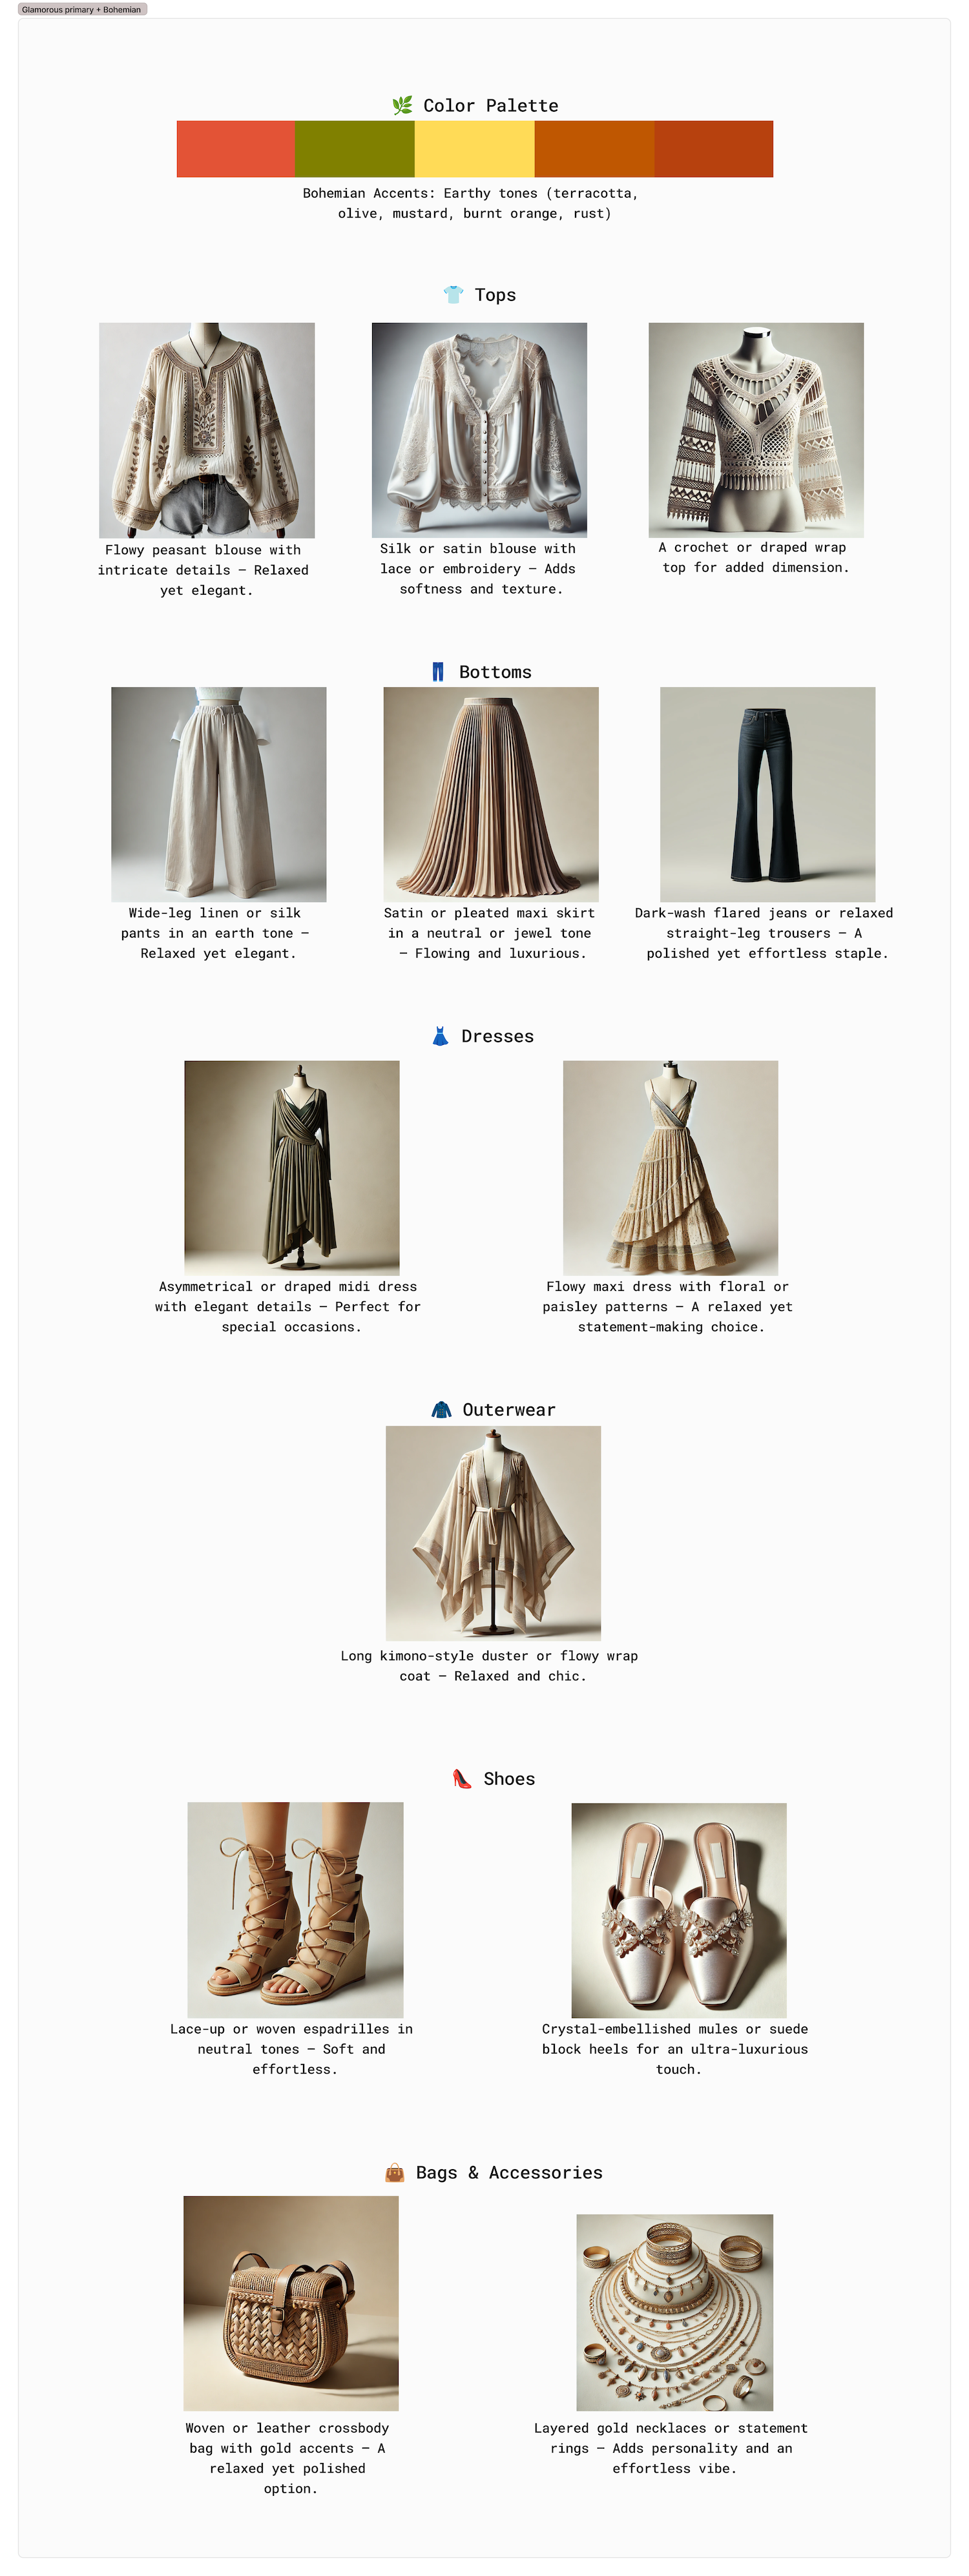 Glamorous primary + Bohemian
🌿 Color Palette
Bohemian Accents: Earthy tones (terracotta,
olive, mustard, burnt orange, rust)
👕 Tops
Flowy peasant blouse with
intricate details – Relaxed
yet elegant.
Silk or satin blouse with
lace or embroidery – Adds
softness and texture.
A crochet or draped wrap
top for added dimension.
👖 Bottoms
Wide-leg linen or silk
pants in an earth tone –
Relaxed yet elegant.
Satin or pleated maxi skirt
in a neutral or jewel tone
– Flowing and luxurious.
Dark-wash flared jeans or relaxed
straight-leg trousers – A
polished yet effortless staple.
👗 Dresses
Asymmetrical or draped midi dress
with elegant details – Perfect for
special occasions.
Flowy maxi dress with floral or
paisley patterns – A relaxed yet
statement-making choice.
🧥 Outerwear
Long kimono-style duster or flowy wrap
coat – Relaxed and chic.
👠 Shoes
Lace-up or woven espadrilles in
neutral tones – Soft and
effortless.
Crystal-embellished mules or suede
block heels for an ultra-luxurious
touch.
👜 Bags & Accessories
Woven or leather crossbody
bag with gold accents – A
relaxed yet polished
option.
Layered gold necklaces or statement
rings – Adds personality and an
effortless vibe.